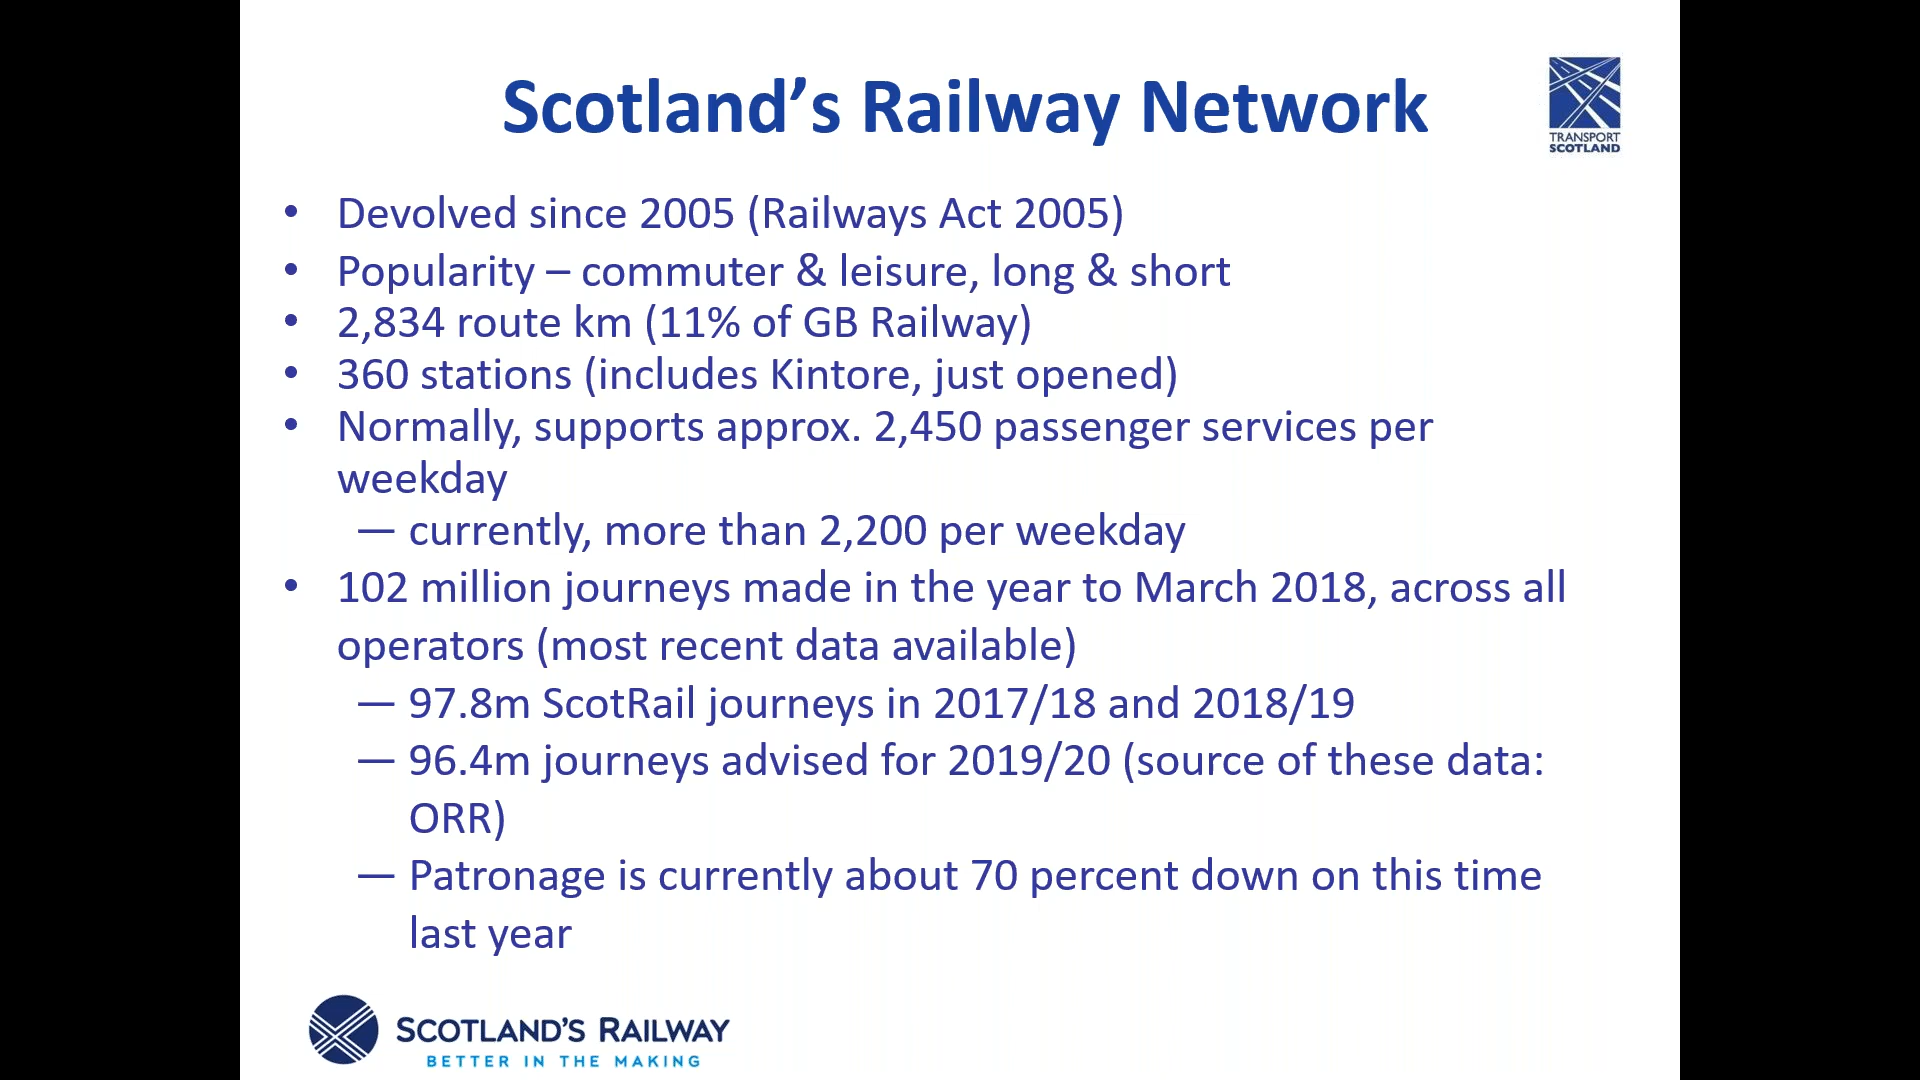 Scotland’s Railway Network
TRANSPORT
SCOTLAND
• Devolved since 2005 (Railways Act 2005)
• Popularity – commuter & leisure, long & short
• 2,834 route km (11% of GB Railway)
• 360 stations (includes Kintore, just opened)
• Normally, supports approx. 2,450 passenger services per
weekday
— currently, more than 2,200 per weekday
• 102 million journeys made in the year to March 2018, across all
operators (most recent data available)
— 97.8m ScotRail journeys in 2017/18 and 2018/19
— 96.4m journeys advised for 2019/20 (source of these data:
ORR)
— Patronage is currently about 70 percent down on this time
last year
SCOTLAND’S RAILWAY
BETTER IN THE MAKING